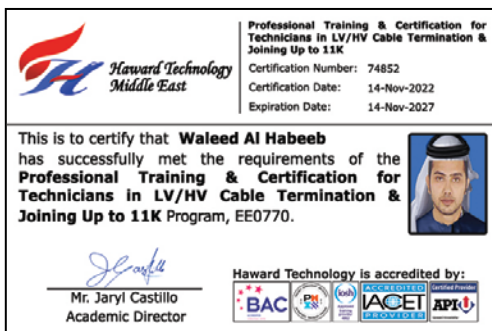 Haward Technology
Middle East
Professional Training & Certification for
Technicians in LV/HV Cable Termination &
Joining Up to 11K
Certification Number: 74852
Certification Date: 14-Nov-2022
Expiration Date: 14-Nov-2027
This is to certify that Waleed Al Habeeb
has successfully met the requirements of the
Professional Training & Certification for
Technicians in LV/HV Cable Termination &
Joining Up to 11K Program, EE0770.
Mr. Jaryl Castillo
Academic Director
Haward Technology is accredited by:
BAC
iosh
ACCREDITED
IACET
PROVIDER
Certified Provider
API